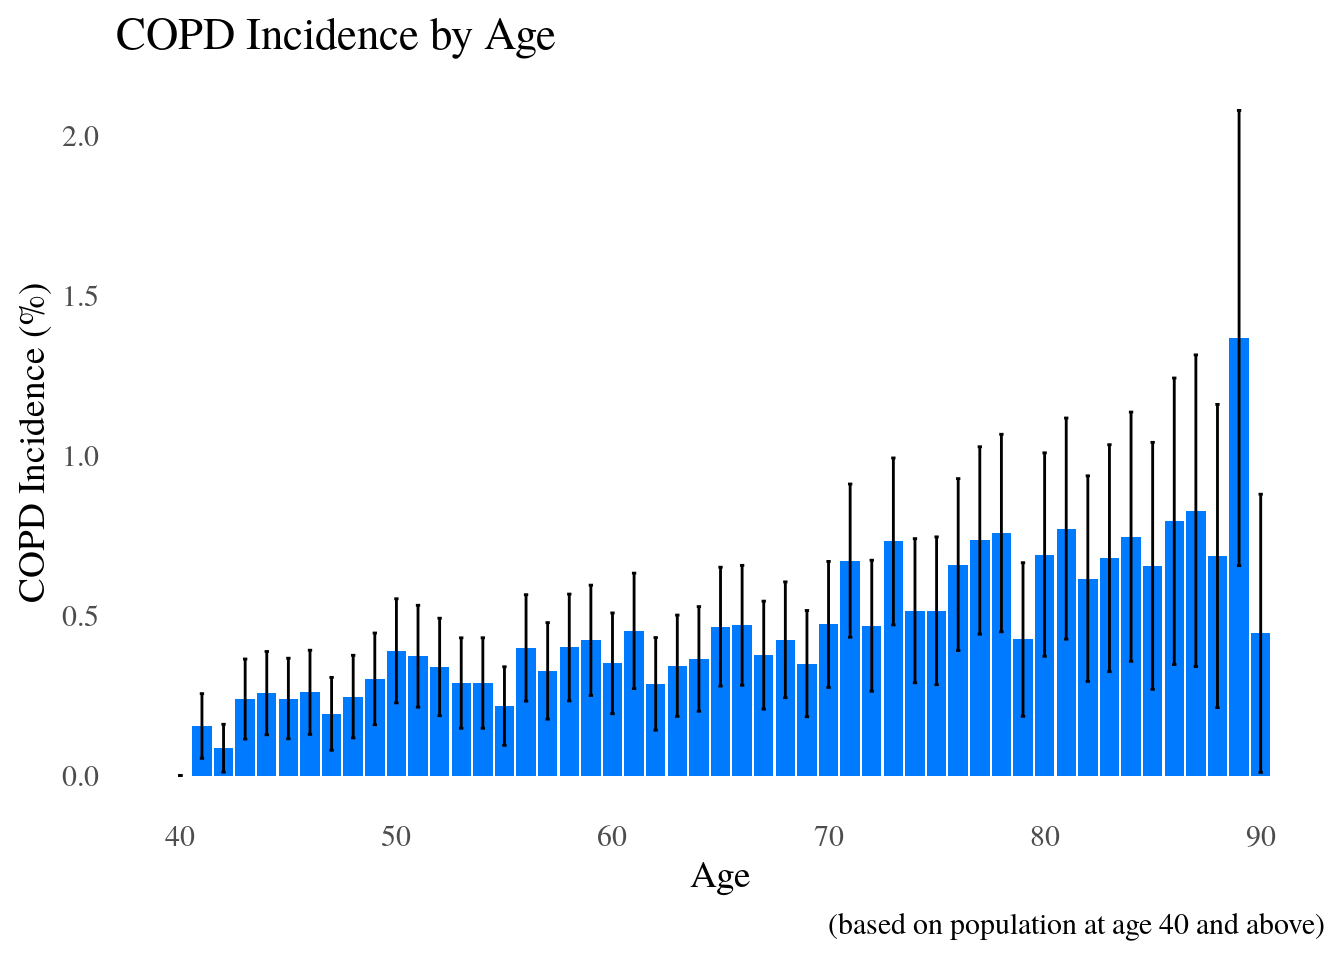 COPD Incidence by Age
COPD Incidence (%)
2.0
1.5
1.0
0.5
0.0
40 50 60 70 80 90
Age
(based on population at age 40 and above)